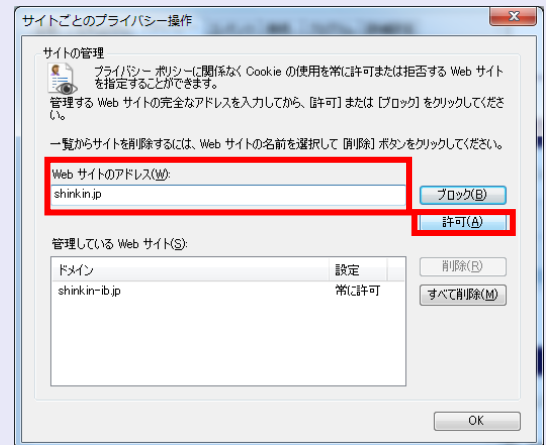 サイトごとのプライバシー操作
サイトの管理
プライバシー ポリシーに関係なく Cookie の使用を常に許可または拒否する Web サイト
を指定することができます。
管理する Web サイトの完全なアドレスを入力してから、[許可] または [ブロック] をクリックしてくださ
い。
一覧からサイトを削除するには、Web サイトの名前を選択して [削除] ボタンをクリックしてください。
Web サイトのアドレス(W):
shinkin.jp
ブロック(B)
許可(A)
管理している Web サイト(S):
ドメイン 設定
削除(R)
shinkin-ib.jp 常に許可
すべて削除(M)
OK